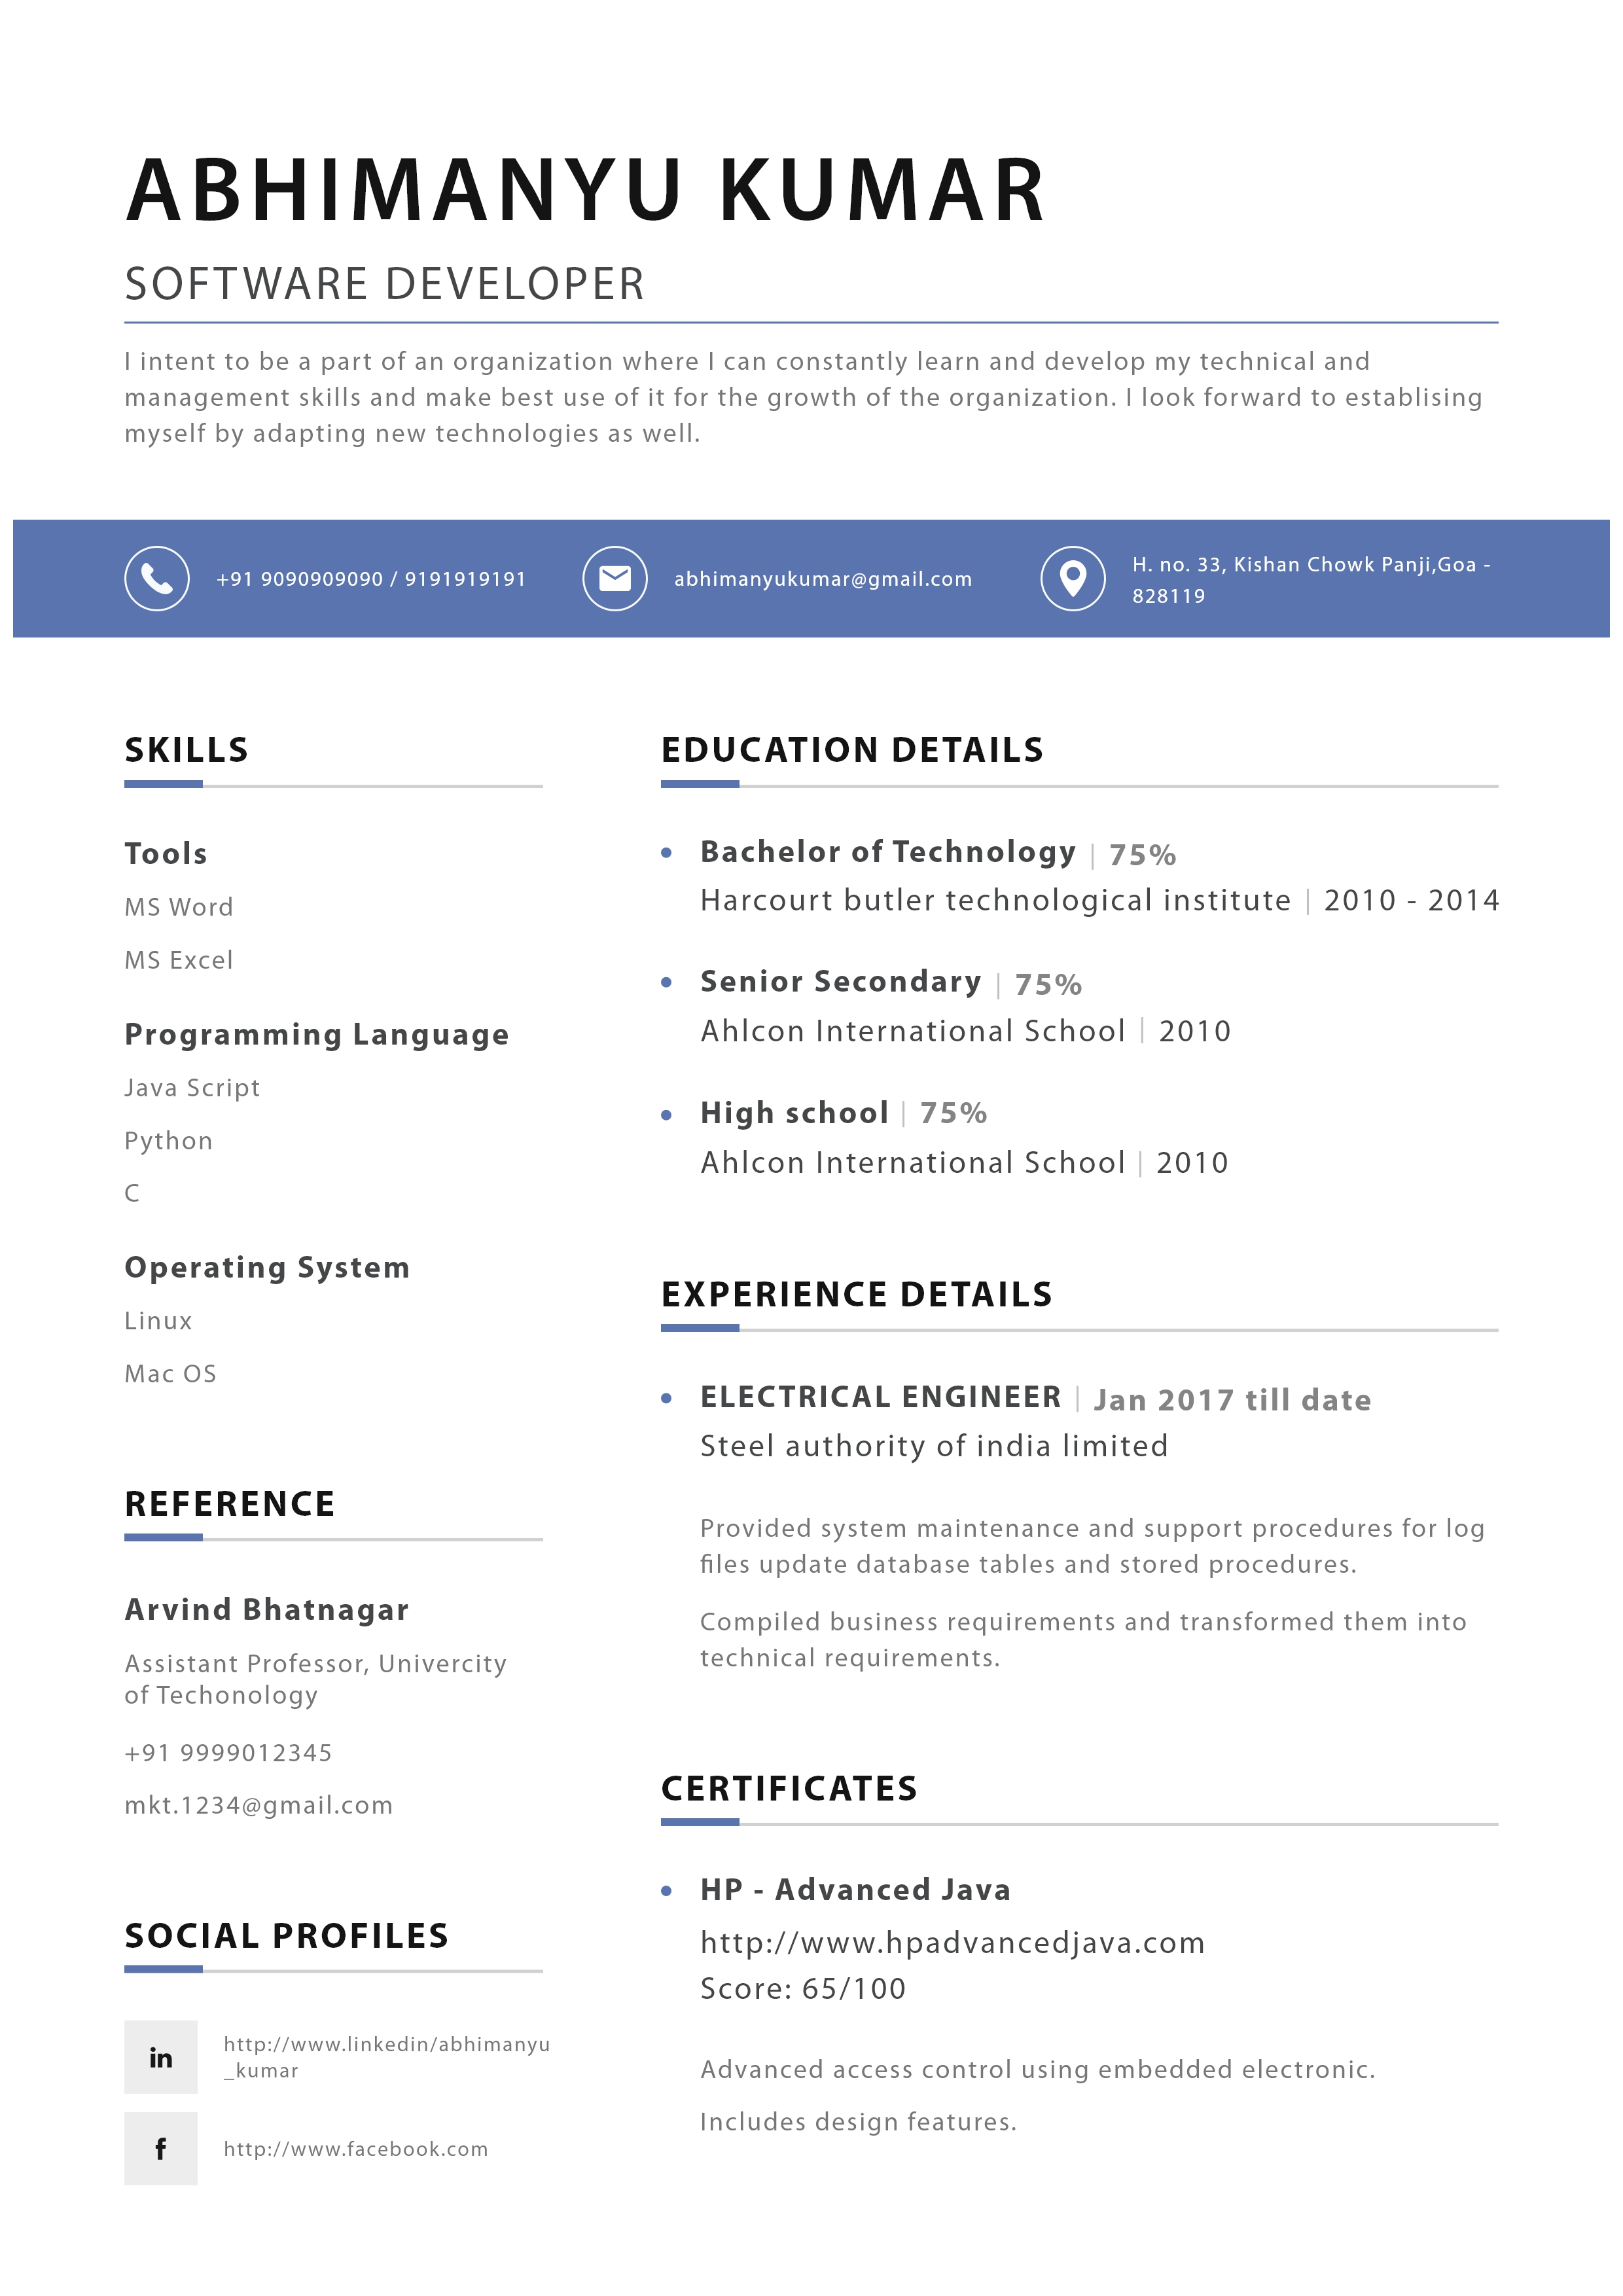 ABHIMANYU KUMAR
SOFTWARE DEVELOPER
I intent to be a part of an organization where I can constantly learn and develop my technical and
management skills and make best use of it for the growth of the organization. I look forward to establising
myself by adapting new technologies as well.
+91 9090909090 / 9191919191
abhimanyukumar@gmail.com
H. no. 33, Kishan Chowk Panji,Goa -
828119
SKILLS
Tools
MS Word
MS Excel
Programming Language
Java Script
Python
C
Operating System
Linux
Mac OS
REFERENCE
Arvind Bhatnagar
Assistant Professor, Univercity
of Techonology
+91 9999012345
mkt.1234@gmail.com
SOCIAL PROFILES
in
http://www.linkedin/abhimanyu
_kumar
f
http://www.facebook.com
EDUCATION DETAILS
Bachelor of Technology | 75%
Harcourt butler technological institute | 2010 - 2014
Senior Secondary | 75%
Ahlcon International School | 2010
High school | 75%
Ahlcon International School | 2010
EXPERIENCE DETAILS
ELECTRICAL ENGINEER | Jan 2017 till date
Steel authority of india limited
Provided system maintenance and support procedures for log
files update database tables and stored procedures.
Compiled business requirements and transformed them into
technical requirements.
CERTIFICATES
HP - Advanced Java
http://www.hpadvancedjava.com
Score: 65/100
Advanced access control using embedded electronic.
Includes design features.